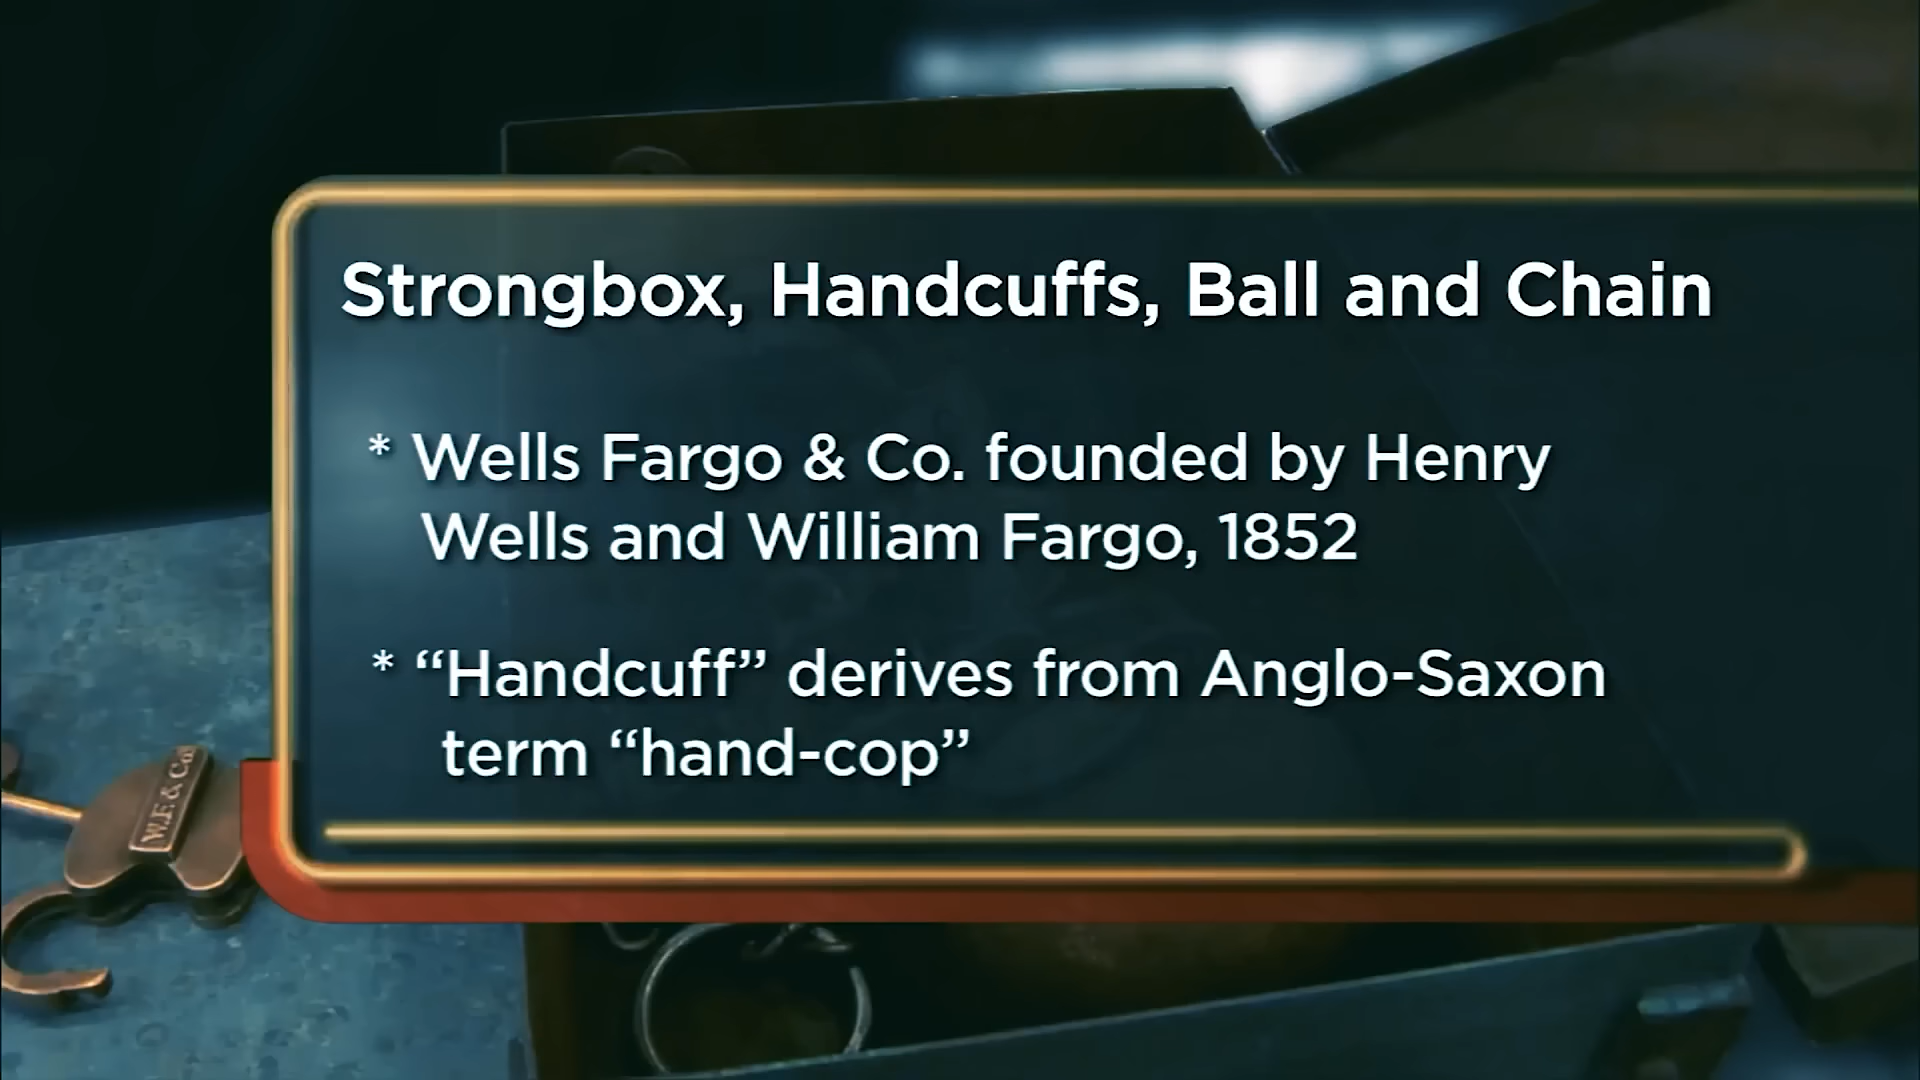 Strongbox, Handcuffs, Ball and Chain
* Wells Fargo & Co. founded by Henry
Wells and William Fargo, 1852
* “Handcuff” derives from Anglo-Saxon
term “hand-cop”
W.F. & Co.